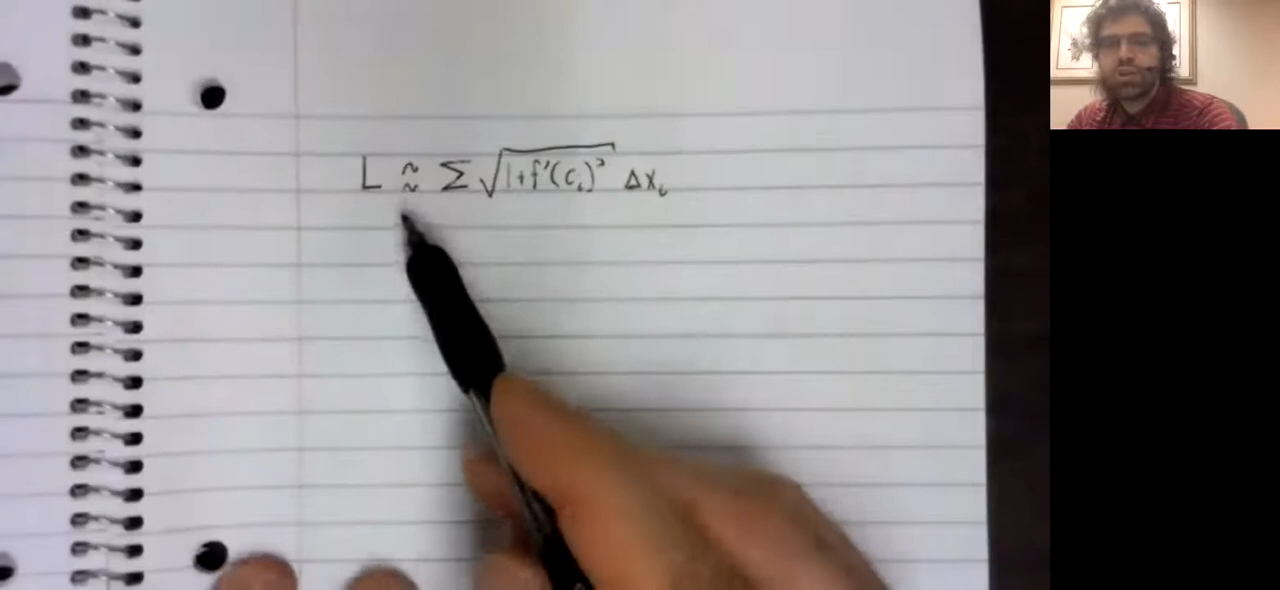 L ≈ Σ √(1+f'(cᵢ)²) Δxᵢ